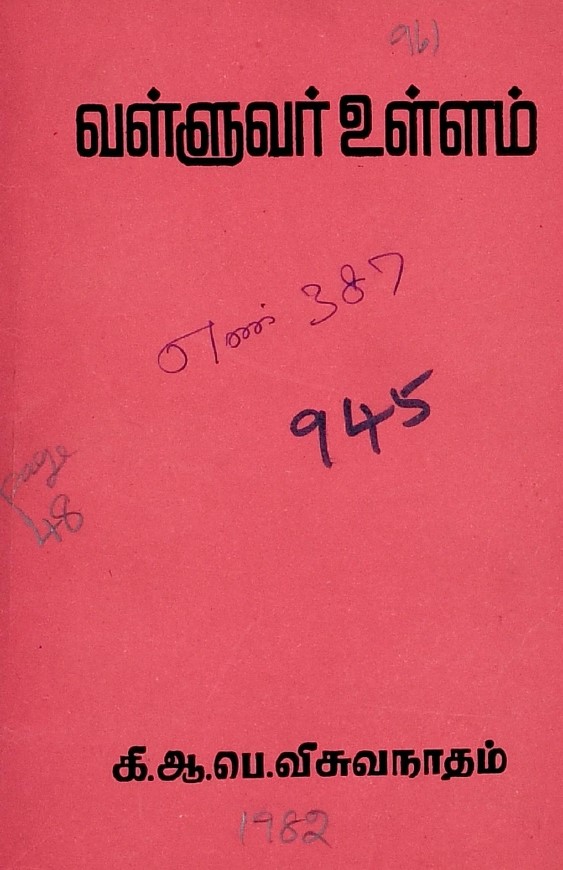 961
வள்ளுவர் உள்ளம்
எண் 387
945
page
48
கி.ஆ.பெ.விசுவநாதம்
1982